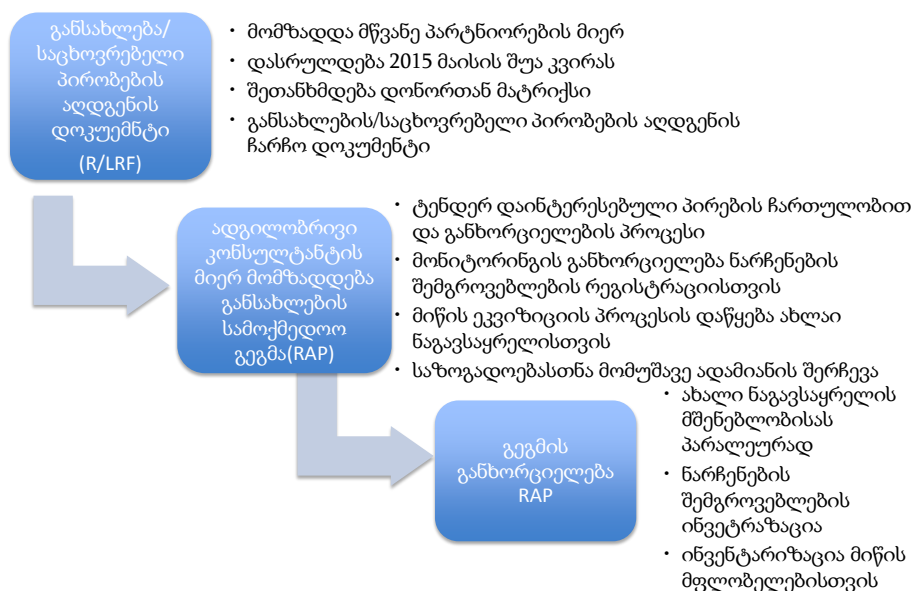 განსახლება/
საცხოვრებელი
პირობების
აღდგენის
დოკუემნტი
(R/LRF)
• მომზადდა მწვანე პარტნიორების მიერ
• დასრულდება 2015 მაისის შუა კვირას
• შეთანხმდება დონორთან მატრიქსი
• განსახლების/საცხოვრებელი პირობების აღდგენის
ჩარჩო დოკუმენტი
ადგილობრივი
კონსულტანტის
მიერ მომზადდება
განსახლების
სამოქმედოო
გეგმა(RAP)
• ტენდერ დაინტერესებული პირების ჩართულობით
და განხორციელების პროცესი
• მონიტორინგის განხორციელება ნარჩენების
შემგროვებლების რეგისტრაციისთვის
• მიწის ეკვიზიციის პროცესის დაწყება ახლაი
ნაგავსაყრელისთვის
• საზოგადოებასთნა მომუშავე ადამიანის შერჩევა
გეგმის
განხორციელება
RAP
• ახალი ნაგავსაყრელის
მშენებლობისას
პარალეურად
• ნარჩენების
შემგროვებლების
ინვეტრაზაცია
• ინვენტარიზაცია მიწის
მფლობელებისთვის